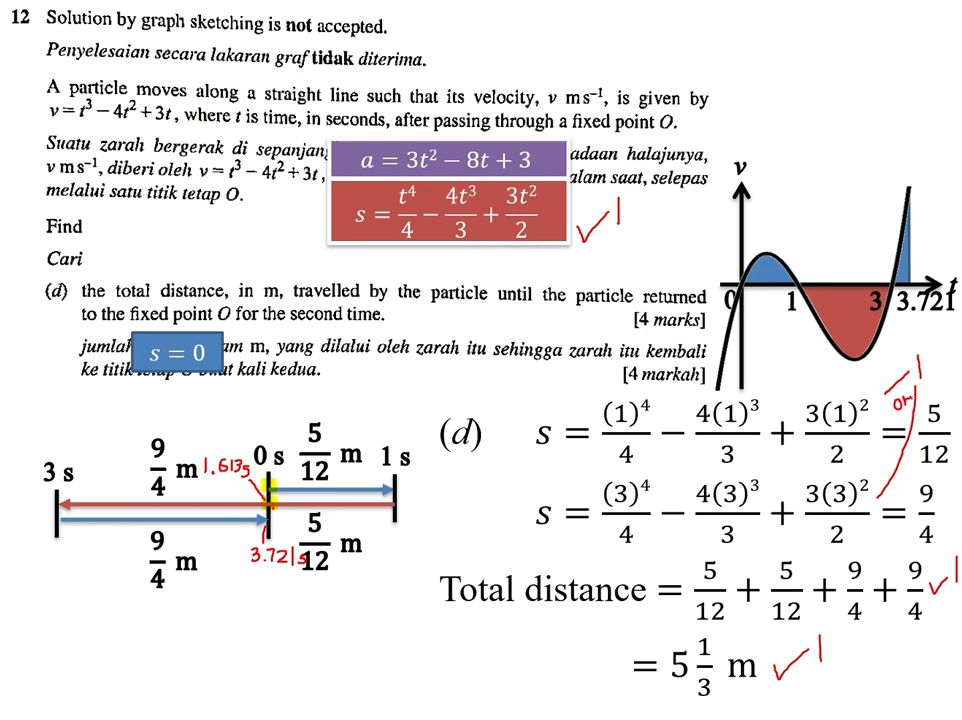 12 Solution by graph sketching is not accepted.
Penyelesaian secara lakaran graf tidak diterima.
A particle moves along a straight line such that its velocity, v m s⁻¹, is given by
v = t³ − 4t² + 3t, where t is time, in seconds, after passing through a fixed point O.
Suatu zarah bergerak di sepanjang adaan halajunya,
v m s⁻¹, diberi oleh v = t³ − 4t² + 3t, alam saat, selepas
melalui satu titik tetap O.
a = 3t² − 8t + 3
s = t⁴/4 − 4t³/3 + 3t²/2
✓1
Find
Cari
(d) the total distance, in m, travelled by the particle until the particle returned
to the fixed point O for the second time.
[4 marks]
jumlah am m, yang dilalui oleh zarah itu sehingga zarah itu kembali
ke titik kali kedua.
[4 markah]
s = 0
v
0 1 3 3.721 t
3 s 9/4 m 1.613s 0 s 5/12 m 1 s
9/4 m 3.721s 5/12 m
(d) s = (1)⁴/4 − 4(1)³/3 + 3(1)²/2 = 5/12
or 1
s = (3)⁴/4 − 4(3)³/3 + 3(3)²/2 = 9/4
Total distance = 5/12 + 5/12 + 9/4 + 9/4 ✓1
= 5 1/3 m ✓1